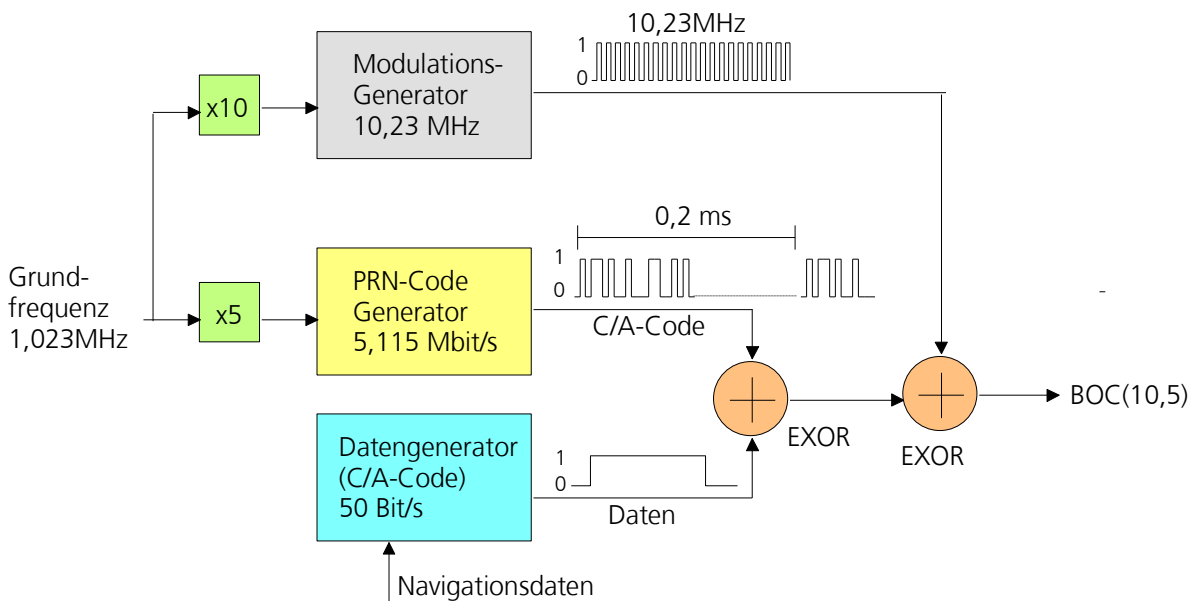 10,23MHz
1
0
Modulations-
Generator
10,23 MHz
x10
0,2 ms
1
0
PRN-Code
Generator
5,115 Mbit/s
C/A-Code
Grund-
frequenz
1,023MHz
x5
-
BOC(10,5)
EXOR
EXOR
Datengenerator
(C/A-Code)
50 Bit/s
1
0
Daten
Navigationsdaten